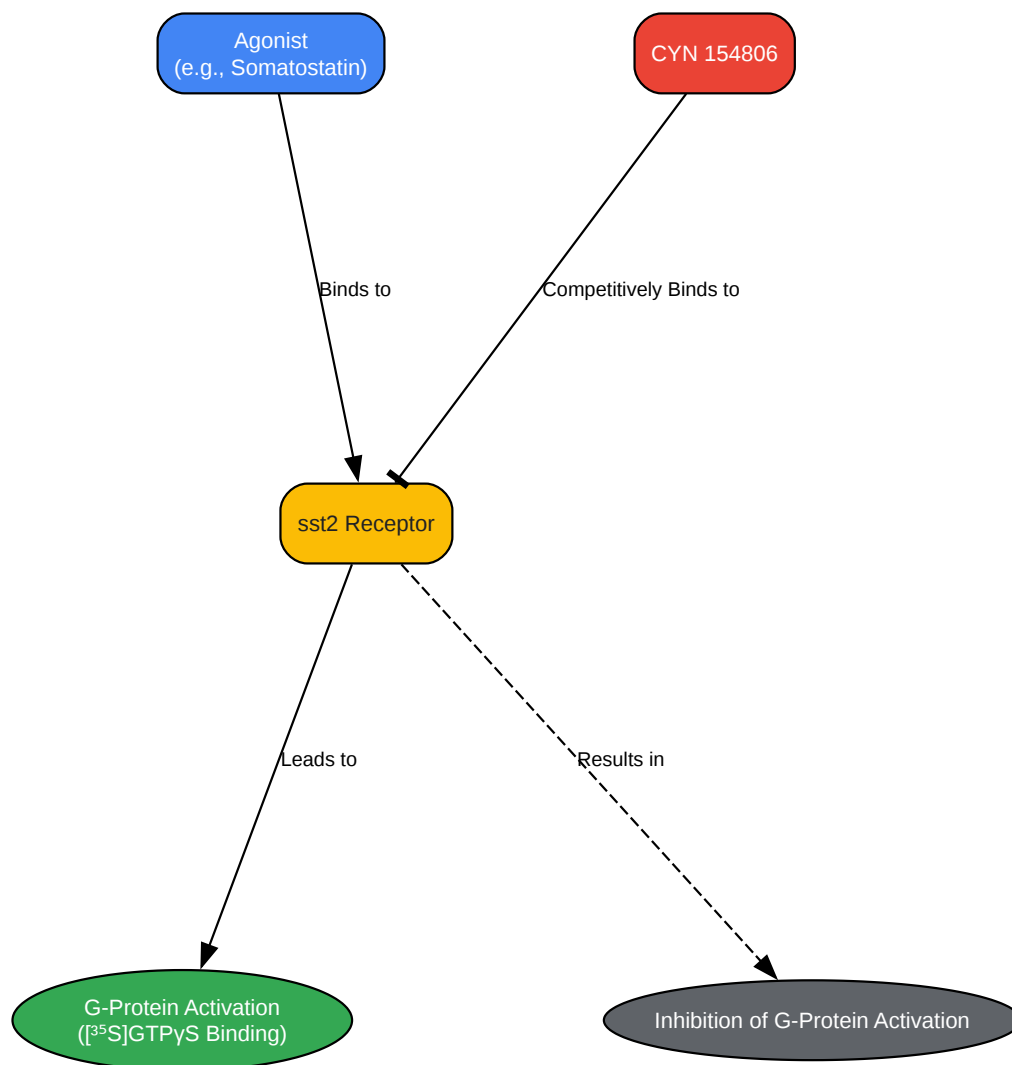 Agonist
(e.g., Somatostatin)
CYN 154806
Binds to
Competitively Binds to
sst2 Receptor
Leads to
Results in
G-Protein Activation
([³⁵S]GTPγS Binding)
Inhibition of G-Protein Activation